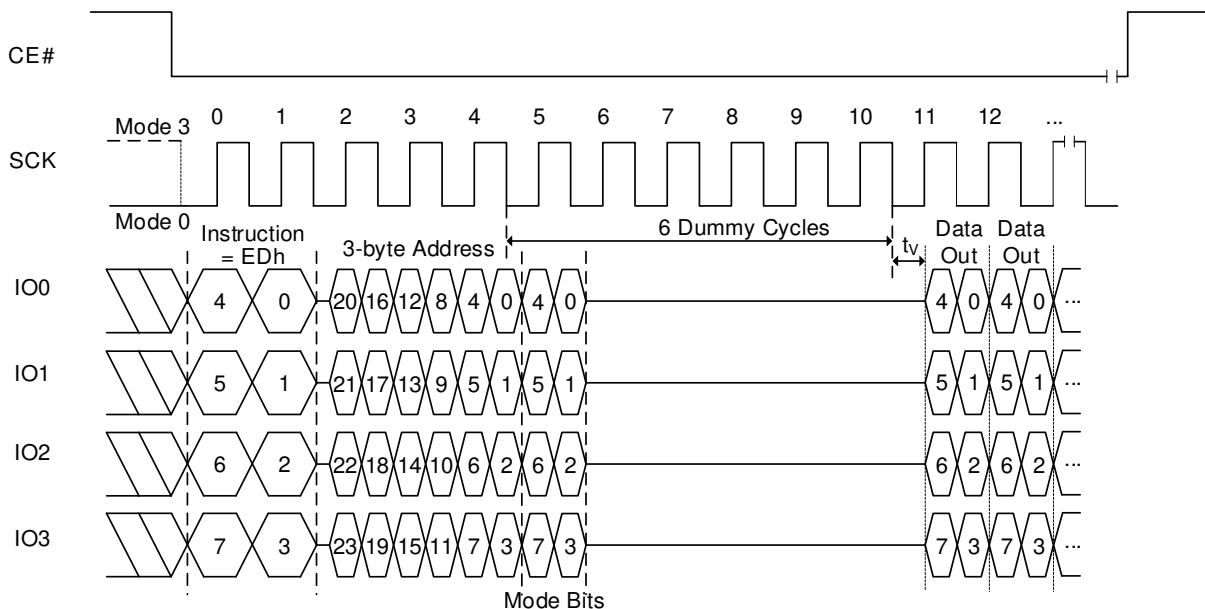 CE#
0 1 2 3 4 5 6 7 8 9 10 11 12 ...
Mode 3
SCK
Mode 0
Instruction
= EDh
3-byte Address
6 Dummy Cycles
tV
Data
Out
Data
Out
IO0
4 0 20 16 12 8 4 0 4 0 4 0 4 0 ...
IO1
5 1 21 17 13 9 5 1 5 1 5 1 5 1 ...
IO2
6 2 22 18 14 10 6 2 6 2 6 2 6 2 ...
IO3
7 3 23 19 15 11 7 3 7 3 7 3 7 3 ...
Mode Bits